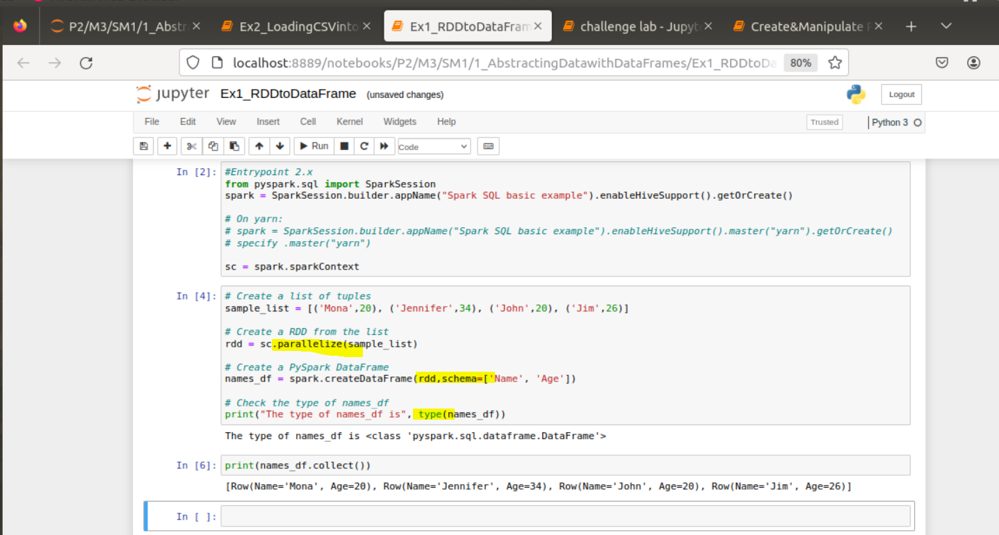 P2/M3/SM1/1_Abstr
Ex2_LoadingCSVinto
Ex1_RDDtoDataFram
challenge lab - Jupyt
Create&Manipulate
localhost:8889/notebooks/P2/M3/SM1/1_AbstractingDatawithDataFrames/Ex1_RDDtoDa
80%
jupyter Ex1_RDDtoDataFrame (unsaved changes)
Logout
File Edit View Insert Cell Kernel Widgets Help
Trusted
Python 3
Run
Code
In [2]: #Entrypoint 2.x
from pyspark.sql import SparkSession
spark = SparkSession.builder.appName("Spark SQL basic example").enableHiveSupport().getOrCreate()
# On yarn:
# spark = SparkSession.builder.appName("Spark SQL basic example").enableHiveSupport().master("yarn").getOrCreate()
# specify .master("yarn")
sc = spark.sparkContext
In [4]: # Create a list of tuples
sample_list = [('Mona',20), ('Jennifer',34), ('John',20), ('Jim',26)]
# Create a RDD from the list
rdd = sc.parallelize(sample_list)
# Create a PySpark DataFrame
names_df = spark.createDataFrame(rdd,schema=['Name', 'Age'])
# Check the type of names_df
print("The type of names_df is", type(names_df))
The type of names_df is <class 'pyspark.sql.dataframe.DataFrame'>
In [6]: print(names_df.collect())
[Row(Name='Mona', Age=20), Row(Name='Jennifer', Age=34), Row(Name='John', Age=20), Row(Name='Jim', Age=26)]
In [ ]: